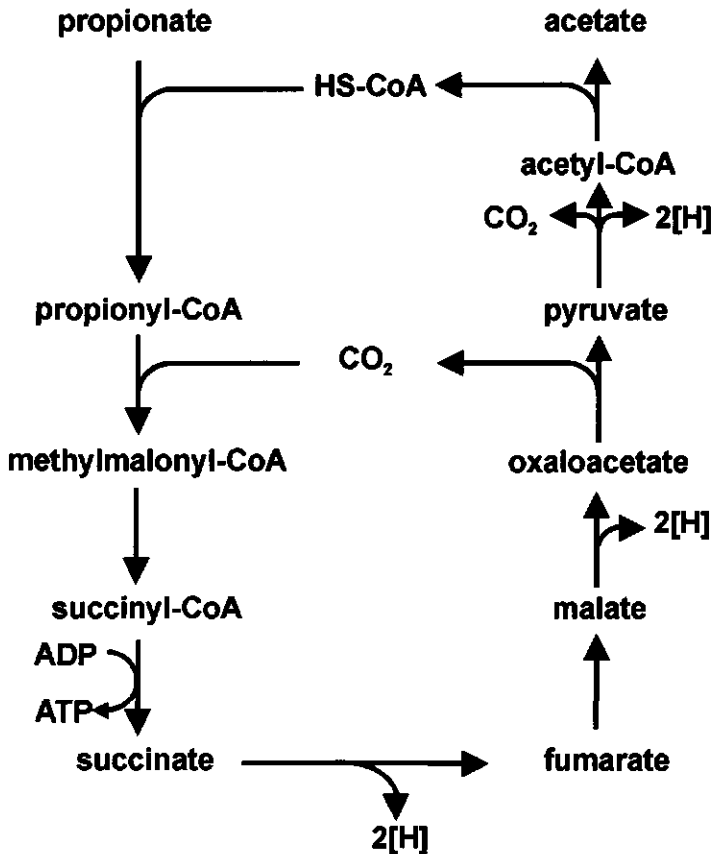 propionate
acetate
HS-CoA
acetyl-CoA
CO₂
2[H]
propionyl-CoA
pyruvate
CO₂
methylmalonyl-CoA
oxaloacetate
2[H]
succinyl-CoA
malate
ADP
ATP
succinate
fumarate
2[H]